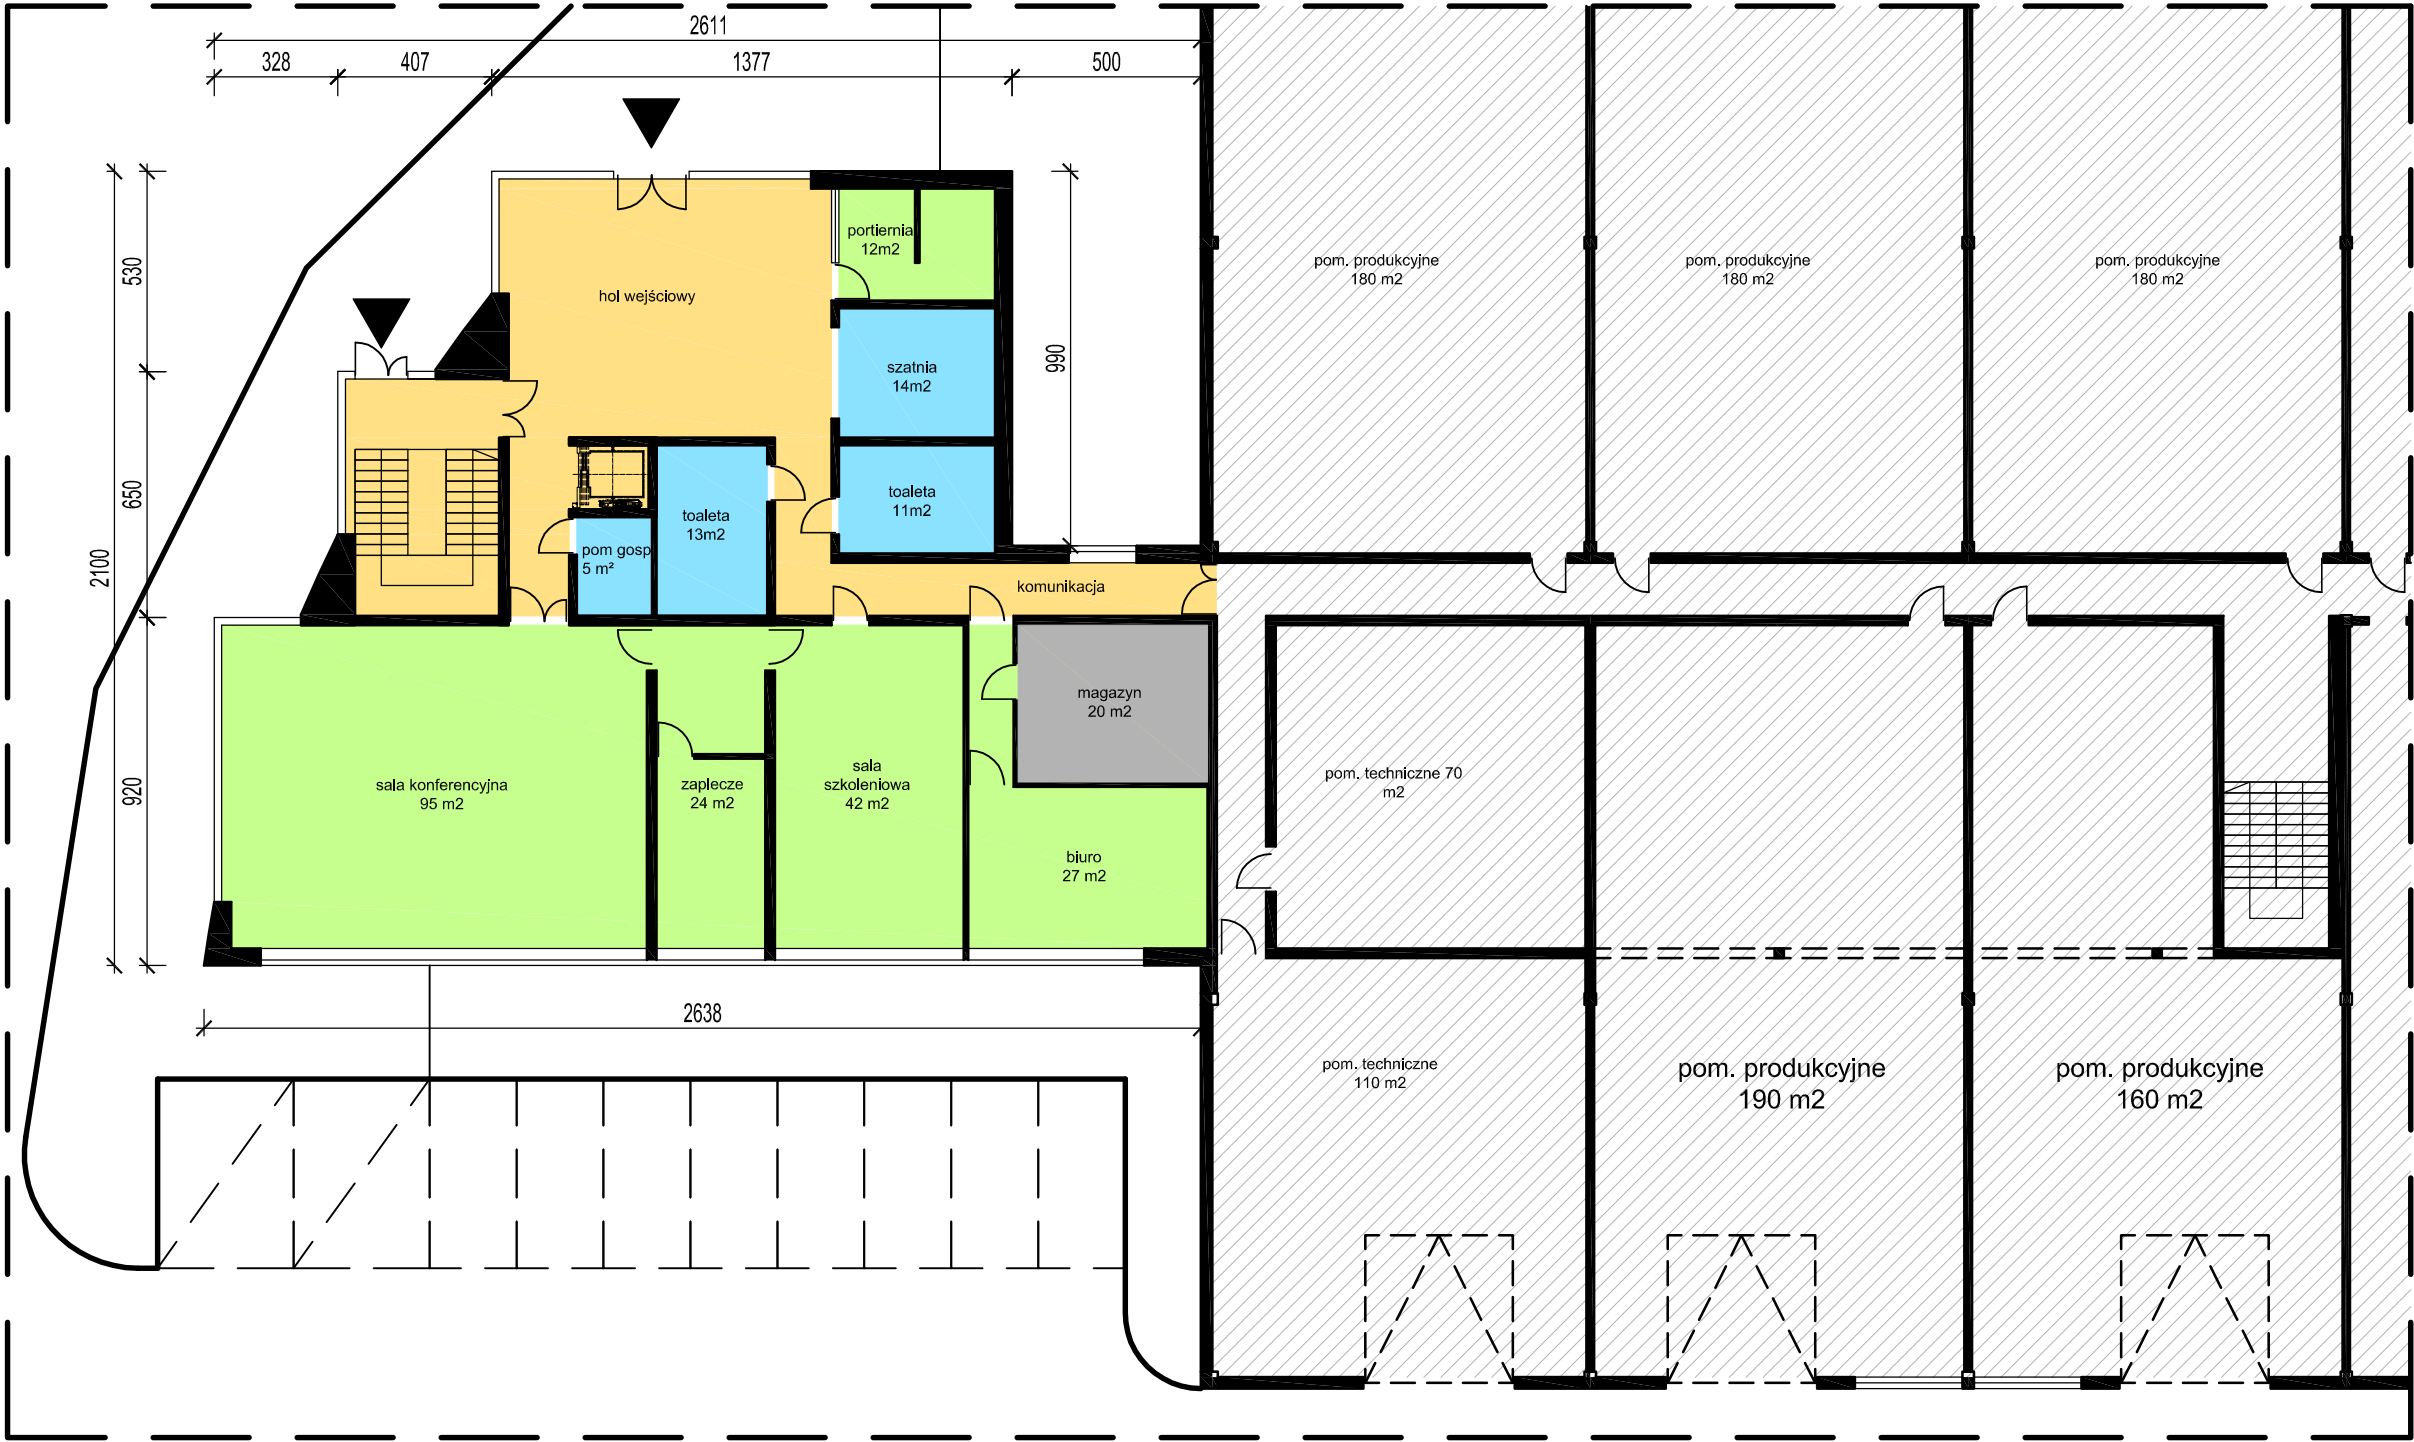 2611
328
407
1377
500
portiernia
12m2
530
hol wejściowy
pom. produkcyjne
180 m2
pom. produkcyjne
180 m2
pom. produkcyjne
180 m2
990
szatnia
14m2
650
toaleta
11m2
toaleta
13m2
pom gosp
5 m²
2100
komunikacja
magazyn
20 m2
920
sala konferencyjna
95 m2
zaplecze
24 m2
sala
szkoleniowa
42 m2
pom. techniczne 70
m2
biuro
27 m2
2638
pom. techniczne
110 m2
pom. produkcyjne
190 m2
pom. produkcyjne
160 m2